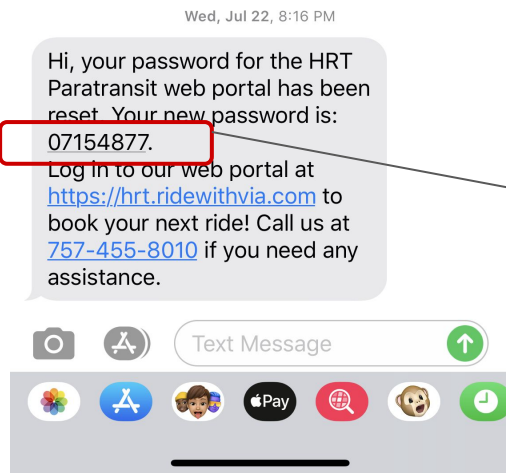 Wed, Jul 22, 8:16 PM
Hi, your password for the HRT
Paratransit web portal has been
reset. Your new password is:
07154877.
Log in to our web portal at
https://hrt.ridewithvia.com to
book your next ride! Call us at
757-455-8010 if you need any
assistance.
Text Message
Pay